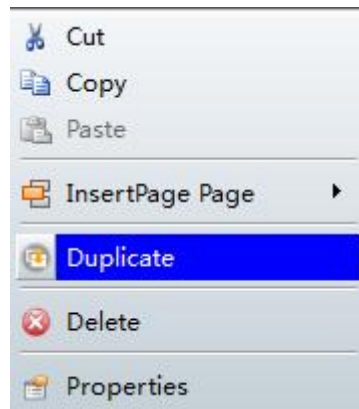 Cut
Copy
Paste
InsertPage Page
Duplicate
Delete
Properties